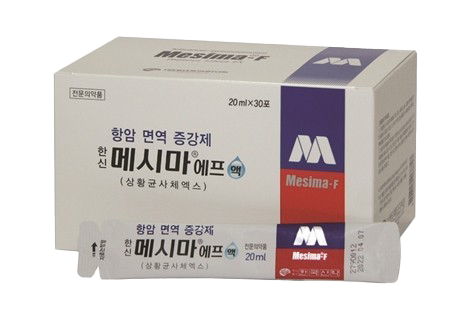 Mesima-F
20ml×30포
전문의약품
항암 면역 증강제
한신 메시마® 에프 액
(상황균사체엑스)
M
Mesima-F
항암 면역 증강제
한신 메시마® 에프 액
전문의약품
20ml
(상황균사체엑스)
M
Mesima-F